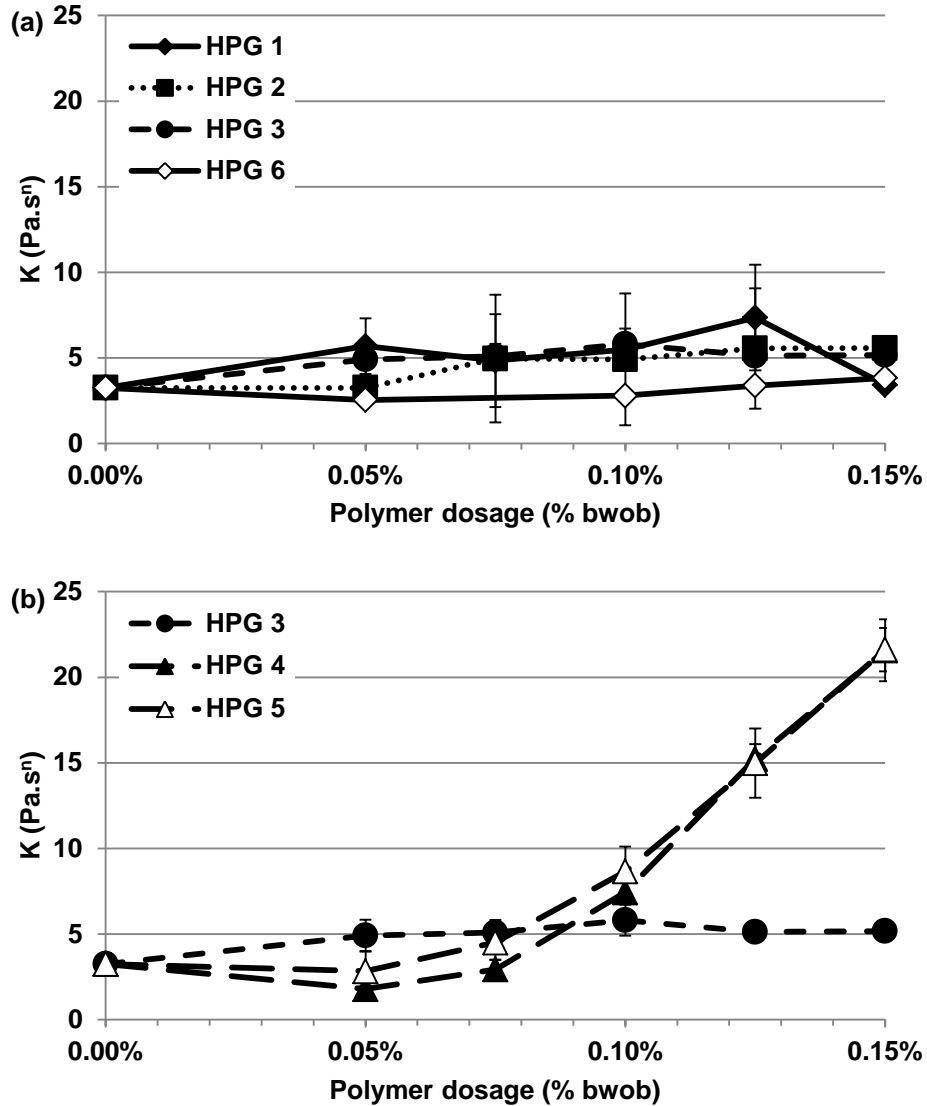 (a)
25
20
15
10
5
0
K (Pa.sⁿ)
HPG 1
HPG 2
HPG 3
HPG 6
0.00% 0.05% 0.10% 0.15%
Polymer dosage (% bwob)
(b)
25
20
15
10
5
0
K (Pa.sⁿ)
HPG 3
HPG 4
HPG 5
0.00% 0.05% 0.10% 0.15%
Polymer dosage (% bwob)